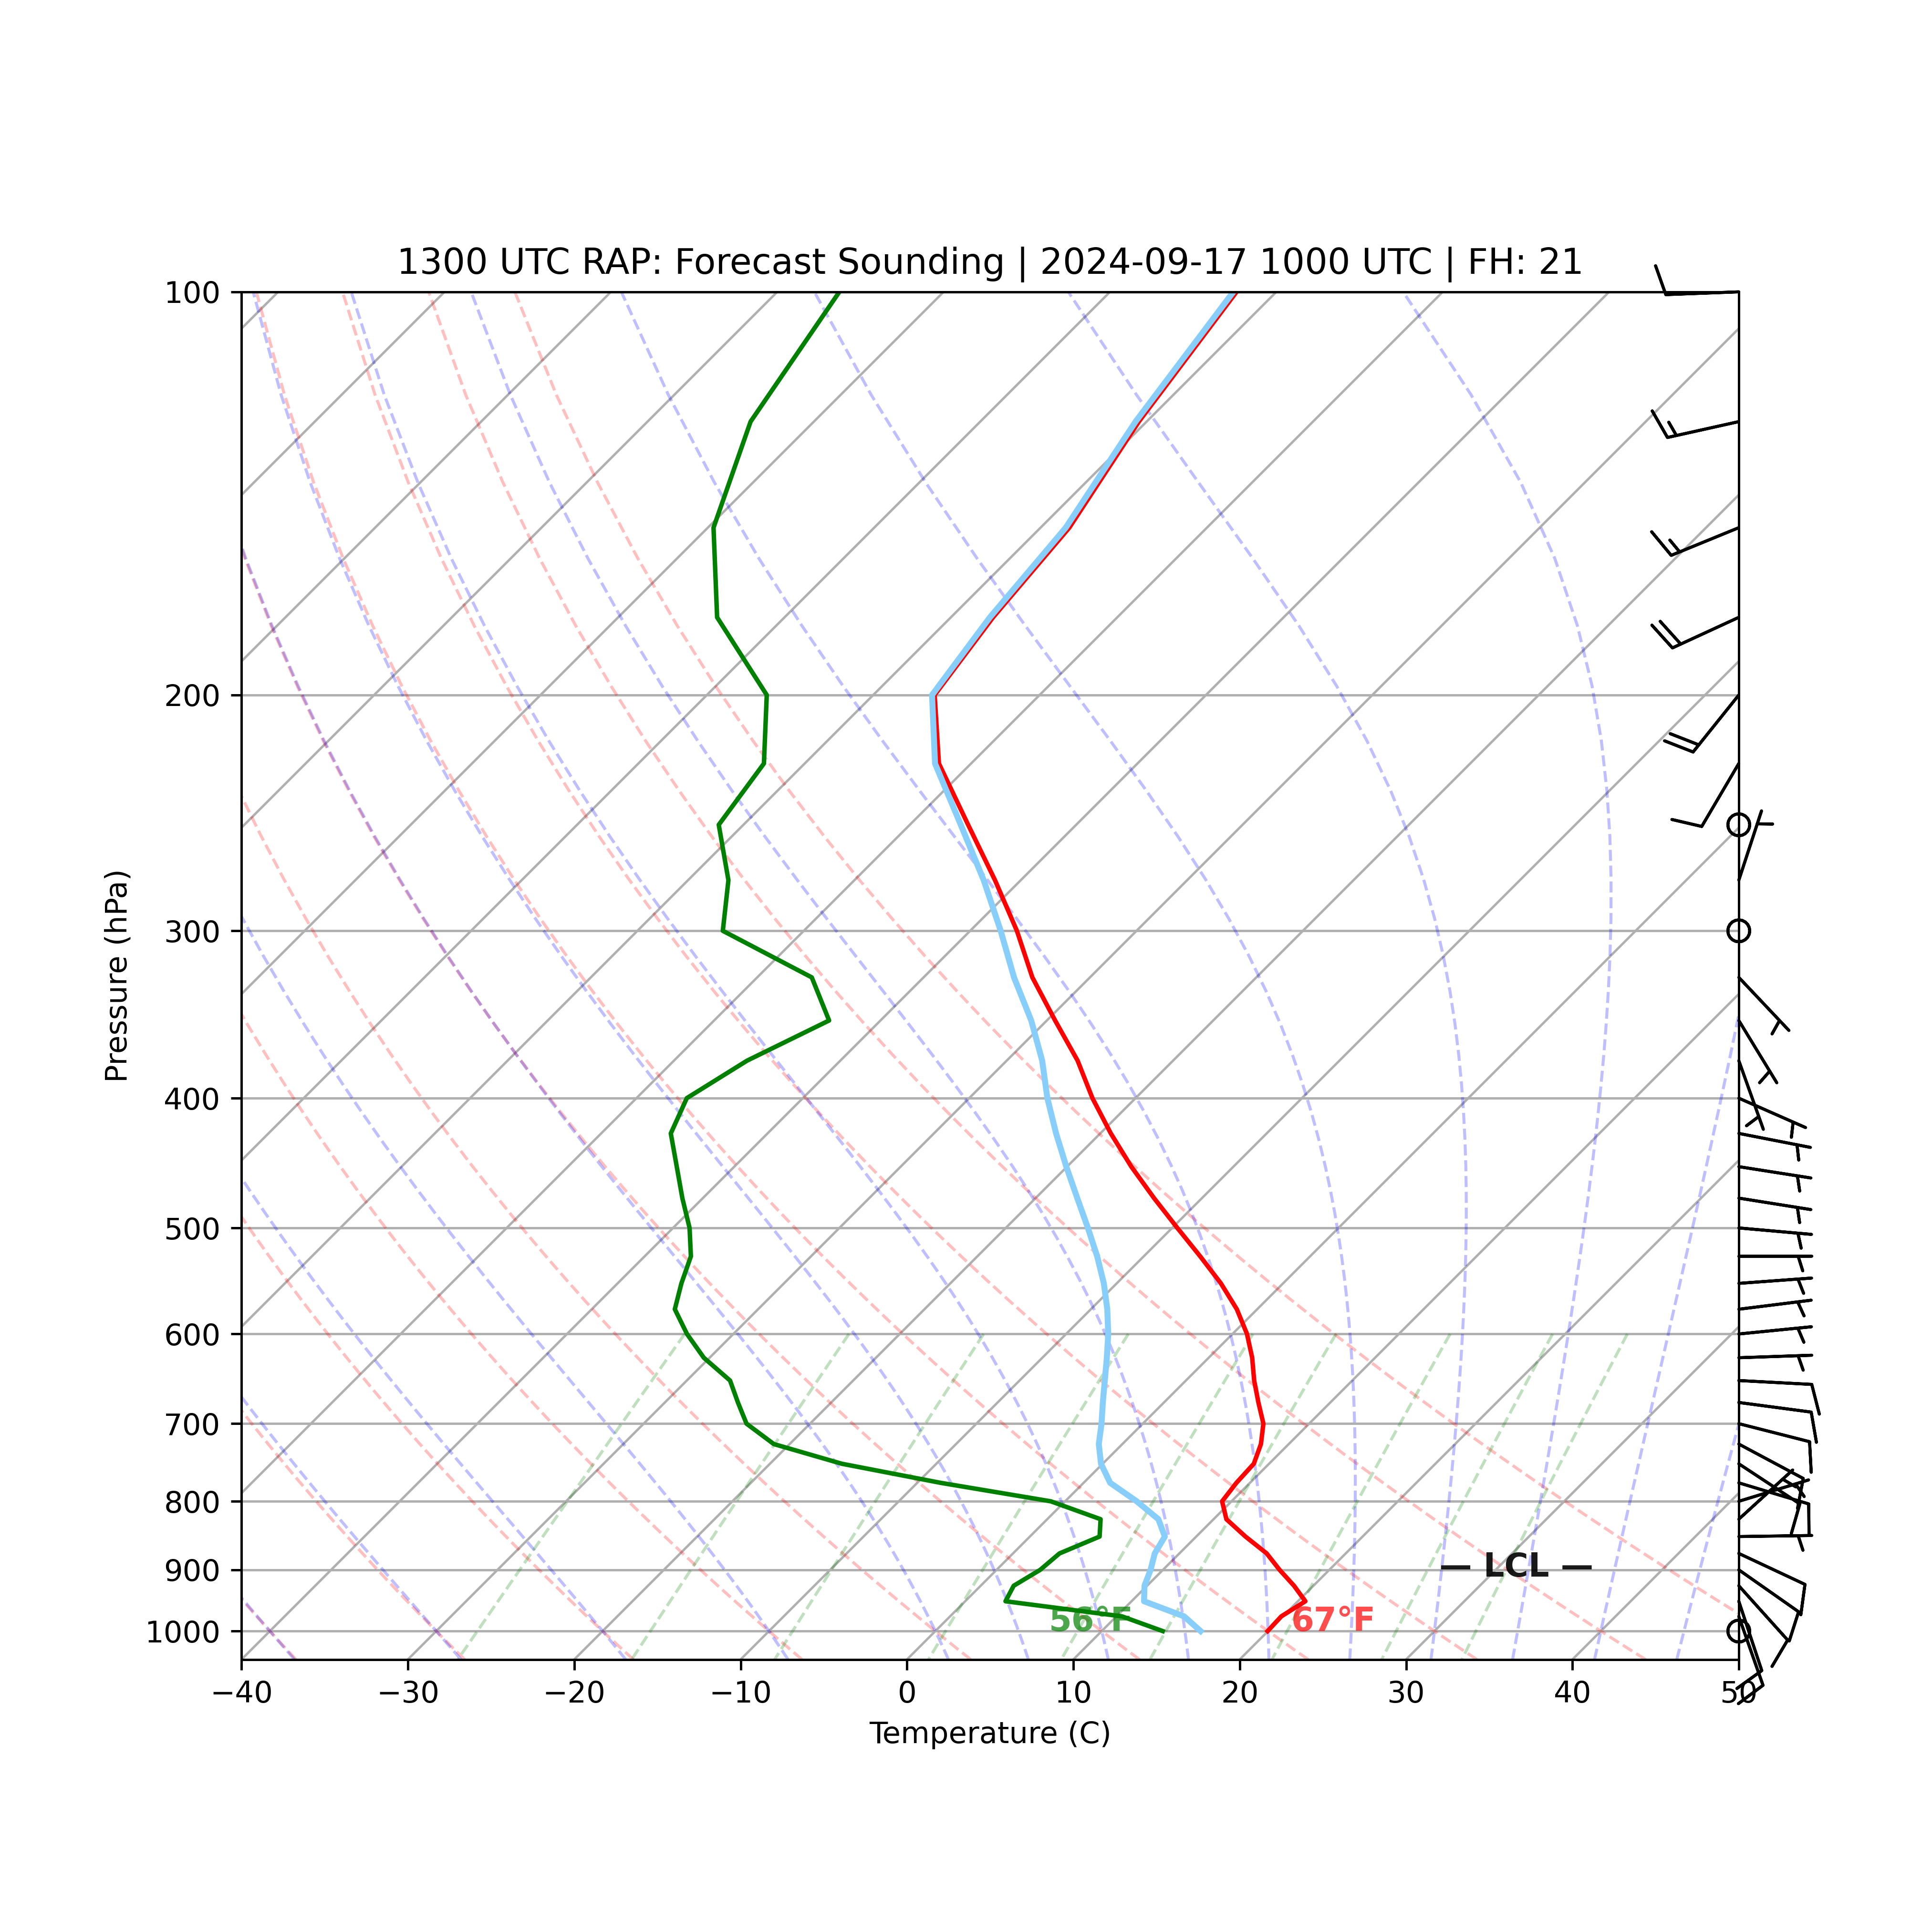 1300 UTC RAP: Forecast Sounding | 2024-09-17 1000 UTC | FH: 21
100
200
300
400
500
600
700
800
900
1000
Pressure (hPa)
— LCL —
56°F 67°F
−40 −30 −20 −10 0 10 20 30 40 50
Temperature (C)